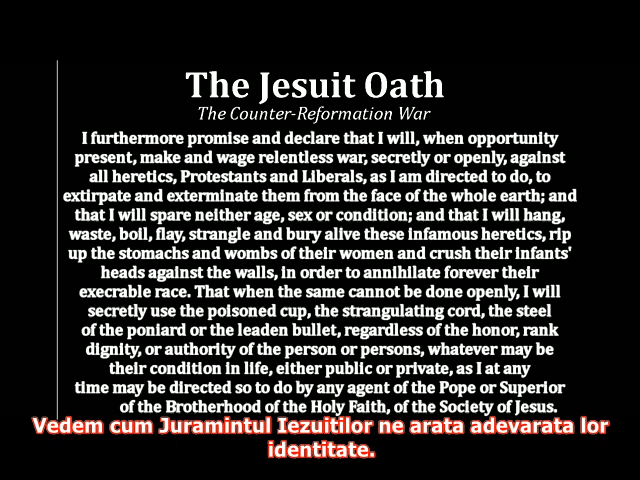 The Jesuit Oath
The Counter-Reformation War
I furthermore promise and declare that I will, when opportunity
present, make and wage relentless war, secretly or openly, against
all heretics, Protestants and Liberals, as I am directed to do, to
extirpate and exterminate them from the face of the whole earth; and
that I will spare neither age, sex or condition; and that I will hang,
waste, boil, flay, strangle and bury alive these infamous heretics, rip
up the stomachs and wombs of their women and crush their infants'
heads against the walls, in order to annihilate forever their
execrable race. That when the same cannot be done openly, I will
secretly use the poisoned cup, the strangulating cord, the steel
of the poniard or the leaden bullet, regardless of the honor, rank
dignity, or authority of the person or persons, whatever may be
their condition in life, either public or private, as I at any
time may be directed so to do by any agent of the Pope or Superior
of the Brotherhood of the Holy Faith, of the Society of Jesus.
Vedem cum Juramintul Iezuitilor ne arata adevarata lor
identitate.